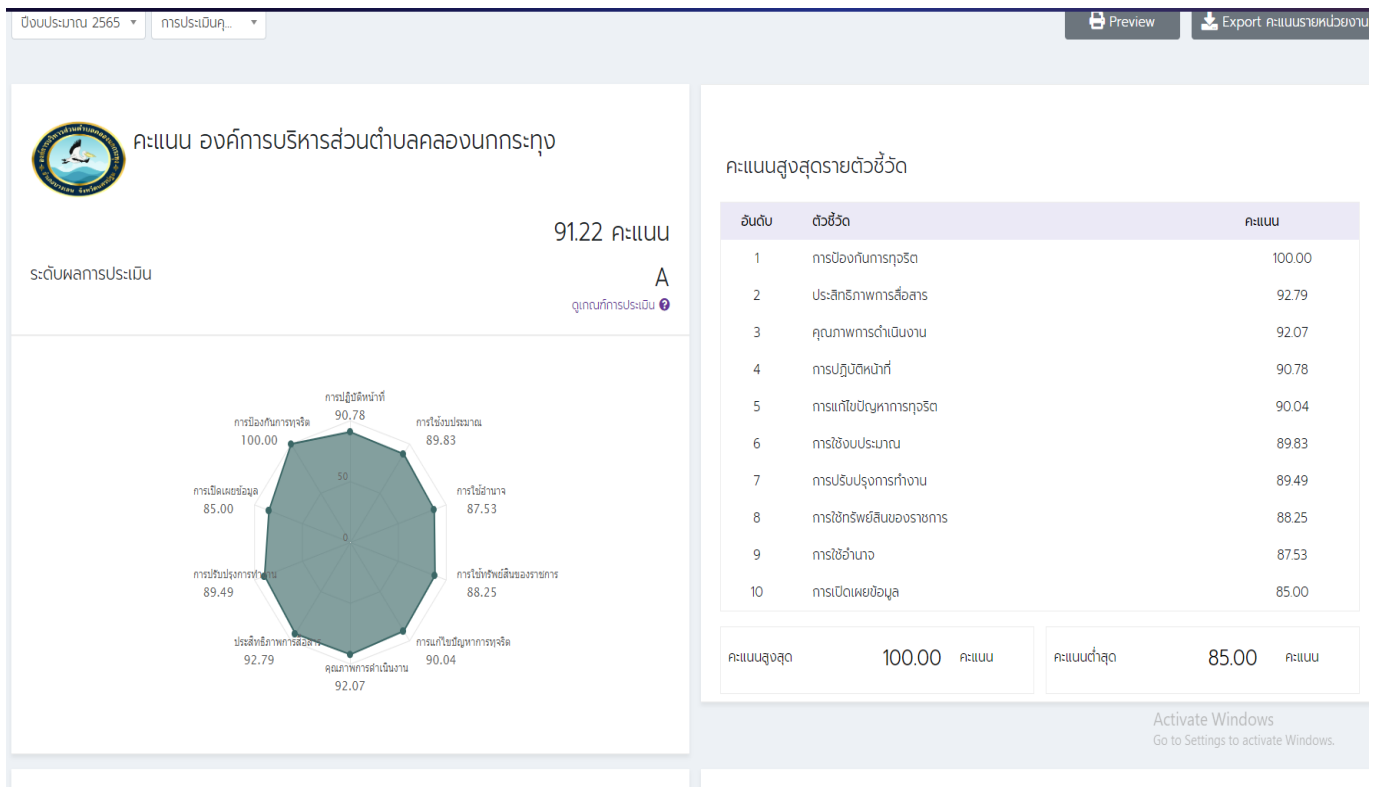 ปีงบประมาณ 2565
การประเมินคุ...
Preview
Export คะแนนรายหน่วยงาน
คะแนน องค์การบริหารส่วนตำบลคลองนกกระทุง
91.22 คะแนน
ระดับผลการประเมิน
A
ดูเกณฑ์การประเมิน
การปฏิบัติหน้าที่
90.78
การใช้งบประมาณ
89.83
การใช้อำนาจ
87.53
การใช้ทรัพย์สินของราชการ
88.25
การแก้ไขปัญหาการทุจริต
90.04
คุณภาพการดำเนินงาน
92.07
ประสิทธิภาพการสื่อสาร
92.79
การปรับปรุงการทำงาน
89.49
การเปิดเผยข้อมูล
85.00
การป้องกันการทุจริต
100.00
50
0
คะแนนสูงสุดรายตัวชี้วัด
อันดับ ตัวชี้วัด คะแนน
1 การป้องกันการทุจริต 100.00
2 ประสิทธิภาพการสื่อสาร 92.79
3 คุณภาพการดำเนินงาน 92.07
4 การปฏิบัติหน้าที่ 90.78
5 การแก้ไขปัญหาการทุจริต 90.04
6 การใช้งบประมาณ 89.83
7 การปรับปรุงการทำงาน 89.49
8 การใช้ทรัพย์สินของราชการ 88.25
9 การใช้อำนาจ 87.53
10 การเปิดเผยข้อมูล 85.00
คะแนนสูงสุด 100.00 คะแนน
คะแนนต่ำสุด 85.00 คะแนน
Activate Windows
Go to Settings to activate Windows.